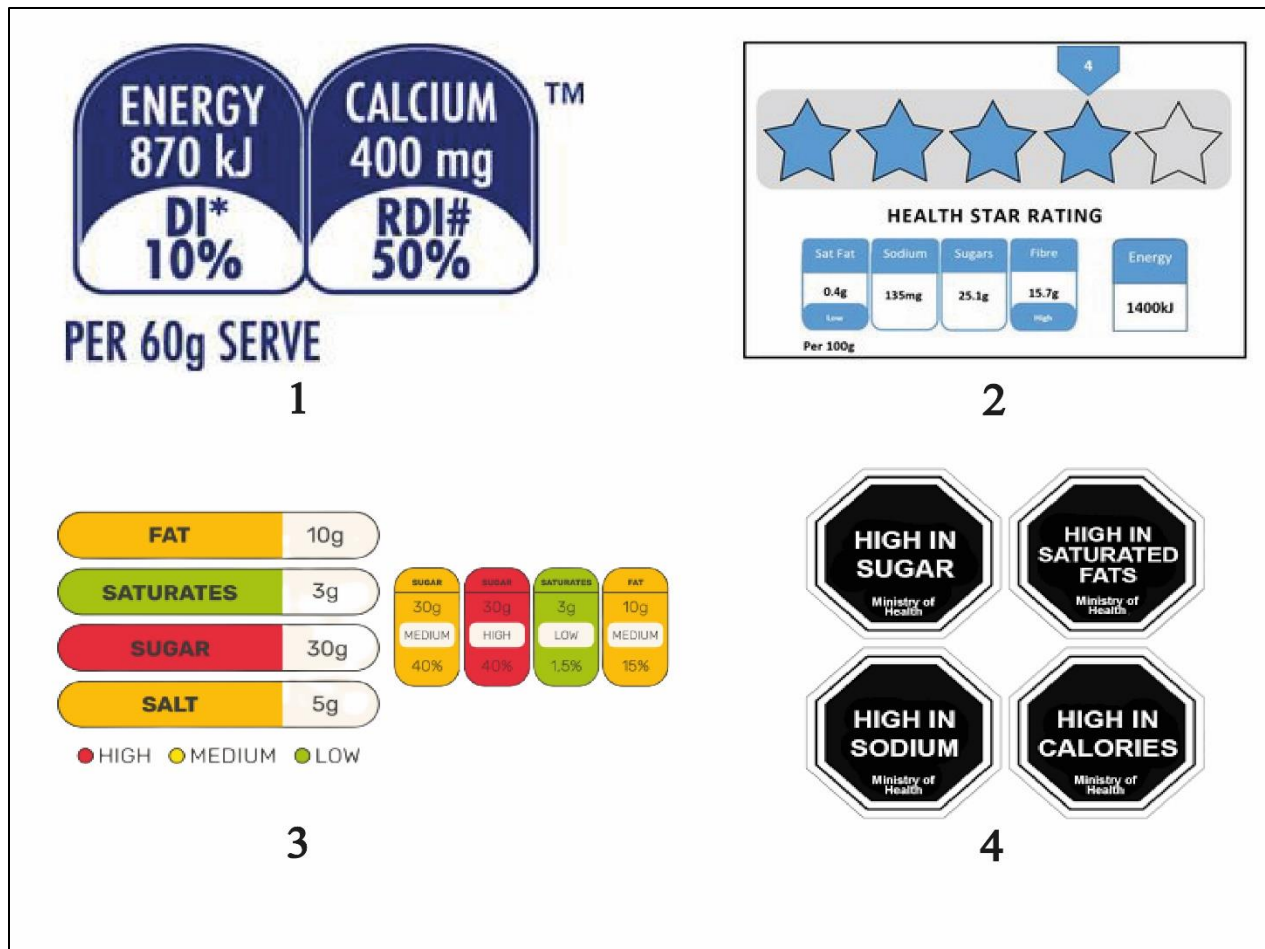 ENERGY
870 kJ
DI*
10%
CALCIUM
400 mg
RDI#
50%
TM
PER 60g SERVE
1
4
HEALTH STAR RATING
Sat Fat
0.4g
Low
Sodium
135mg
Sugars
25.1g
Fibre
15.7g
High
Energy
1400kJ
Per 100g
2
FAT 10g
SATURATES 3g
SUGAR 30g
SALT 5g
HIGH MEDIUM LOW
SUGAR
30g
MEDIUM
40%
SUGAR
30g
HIGH
40%
SATURATES
3g
LOW
1,5%
FAT
10g
MEDIUM
15%
3
HIGH IN
SUGAR
Ministry of
Health
HIGH IN
SATURATED
FATS
Ministry of
Health
HIGH IN
SODIUM
Ministry of
Health
HIGH IN
CALORIES
Ministry of
Health
4